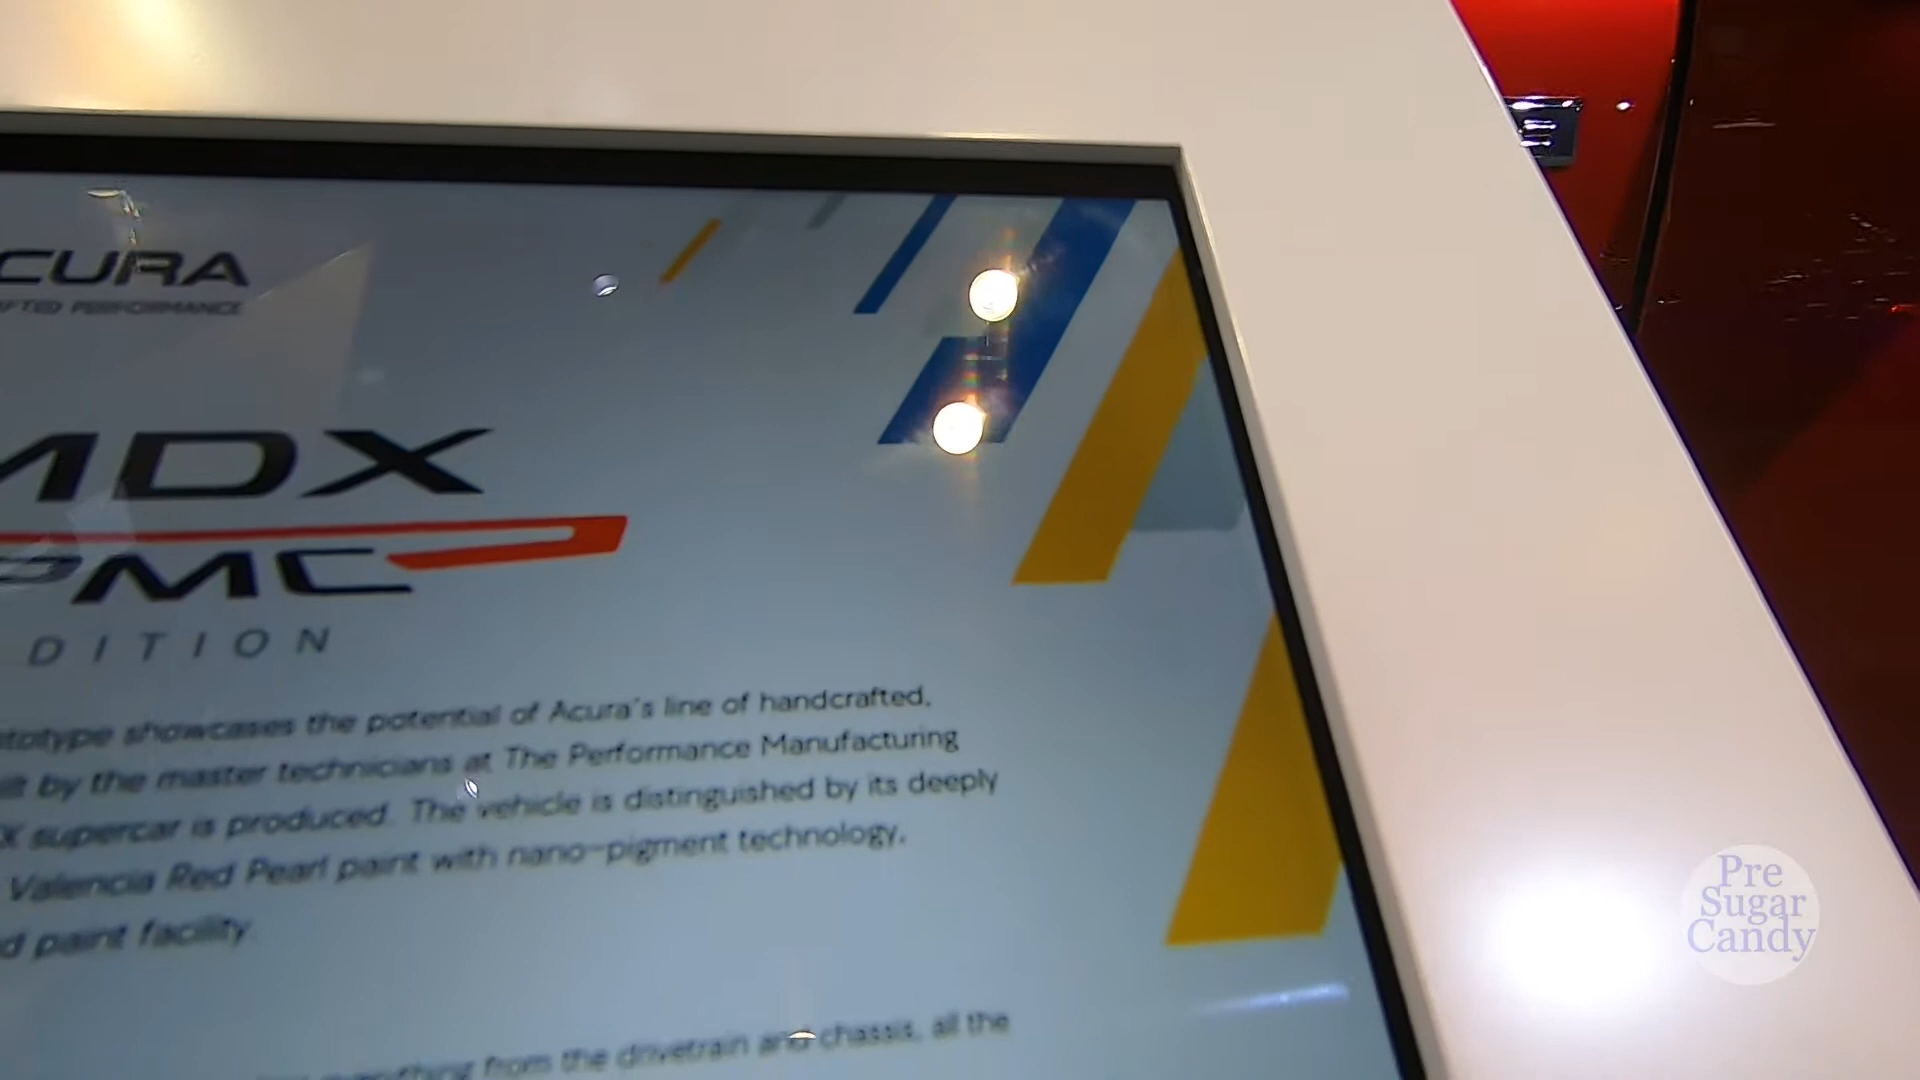 CURA
AFTED PERFORMANCE
MDX
PMC
DITION
totype showcases the potential of Acura's line of handcrafted,
ilt by the master technicians at The Performance Manufacturing
X supercar is produced. The vehicle is distinguished by its deeply
Valencia Red Pearl paint with nano-pigment technology,
d paint facility.
everything from the drivetrain and chassis, all the
Pre
Sugar
Candy